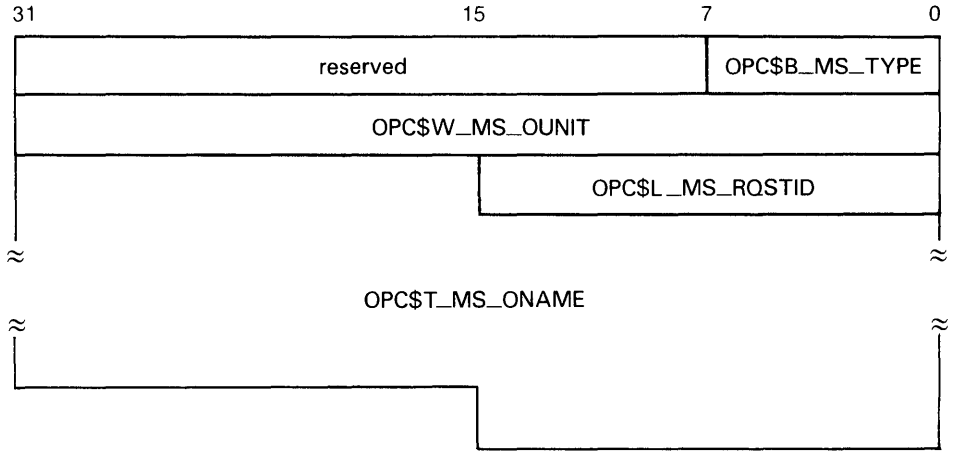 31 15 7 0
reserved OPC$B_MS_TYPE
OPC$W_MS_OUNIT
OPC$L_MS_RQSTID
≈ ≈
OPC$T_MS_ONAME
≈ ≈